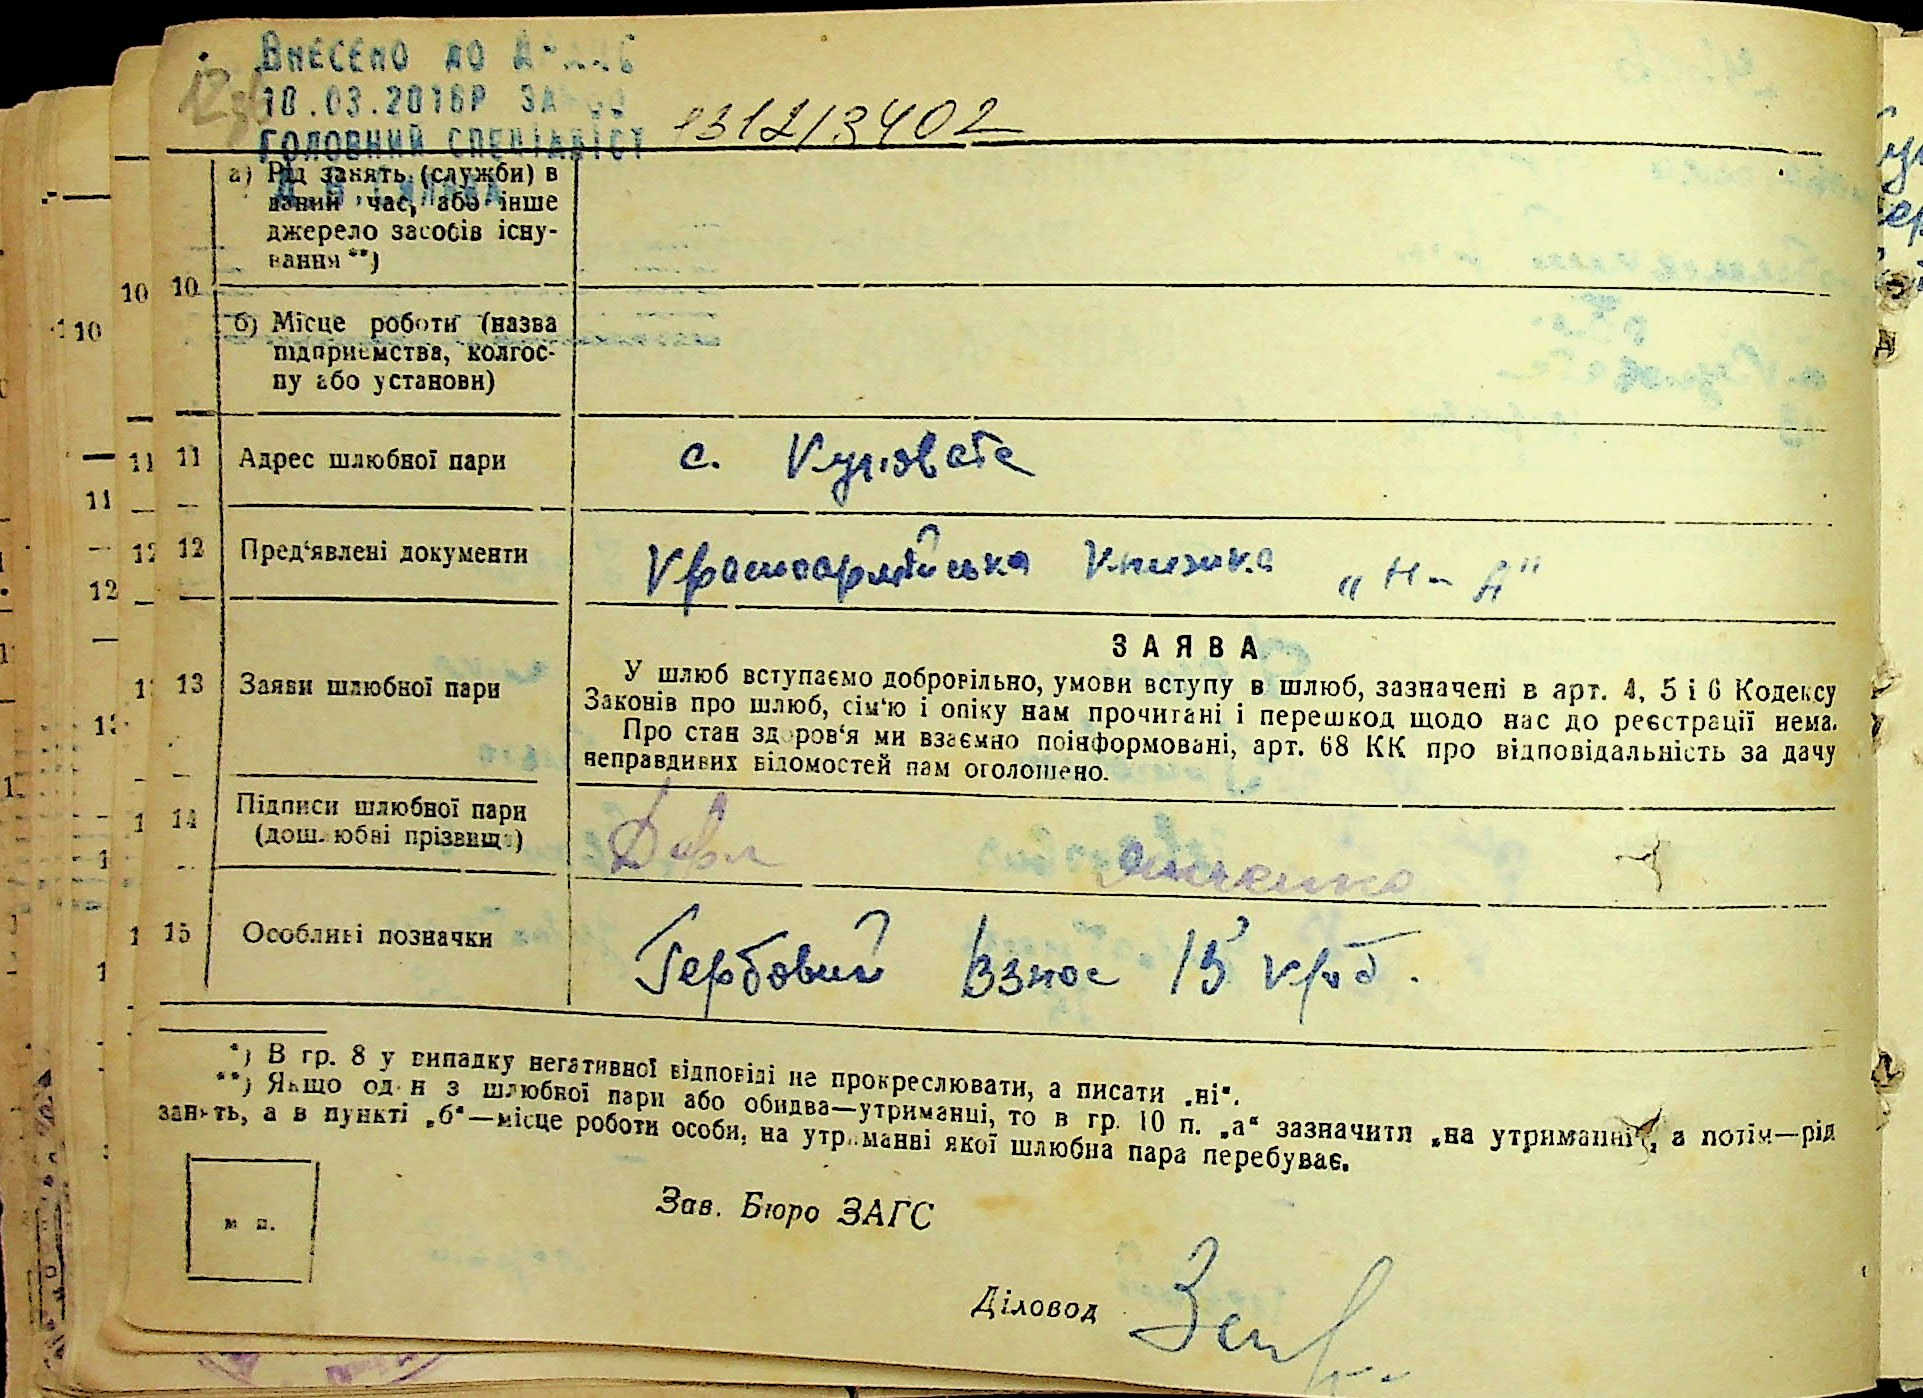 Внесено до
10.03.2016р
1312/3402
Головний спеціаліст
а) Рід занять (служби) в
даний час, або інше
джерело засобів існу-
вання **)
10 10
10
б) Місце роботи (назва
підприємства, колгос-
пу або установи)
11 11 Адрес шлюбної пари с.
11
12 12 Пред‘явлені документи Красноармійська книжка „Н-А"
12
ЗАЯВА
13 Заяви шлюбної пари
У шлюб вступаємо добровільно, умови вступу в шлюб, зазначені в арт. 4, 5 і 6 Кодексу
Законів про шлюб, сім‘ю і опіку нам прочитані і перешкод щодо нас до реєстрації нема.
Про стан здоров‘я ми взаємно поінформовані, арт. 68 КК про відповідальність за дачу
неправдивих відомостей нам оголошено.
14 Підписи шлюбної пари
(дошлюбні прізвища)
15 Особливі позначки Гербовий взнос 15 крб.
*) В гр. 8 у випадку негативної відповіді не прокреслювати, а писати „ні“.
**) Якщо один з шлюбної пари або обидва—утриманці, то в гр. 10 п. „а“ зазначити „на утриманні“, а потім—рід
занять, а в пункті „б“—місце роботи особи, на утриманні якої шлюбна пара перебуває.
м п.
Зав. Бюро ЗАГС
Діловод